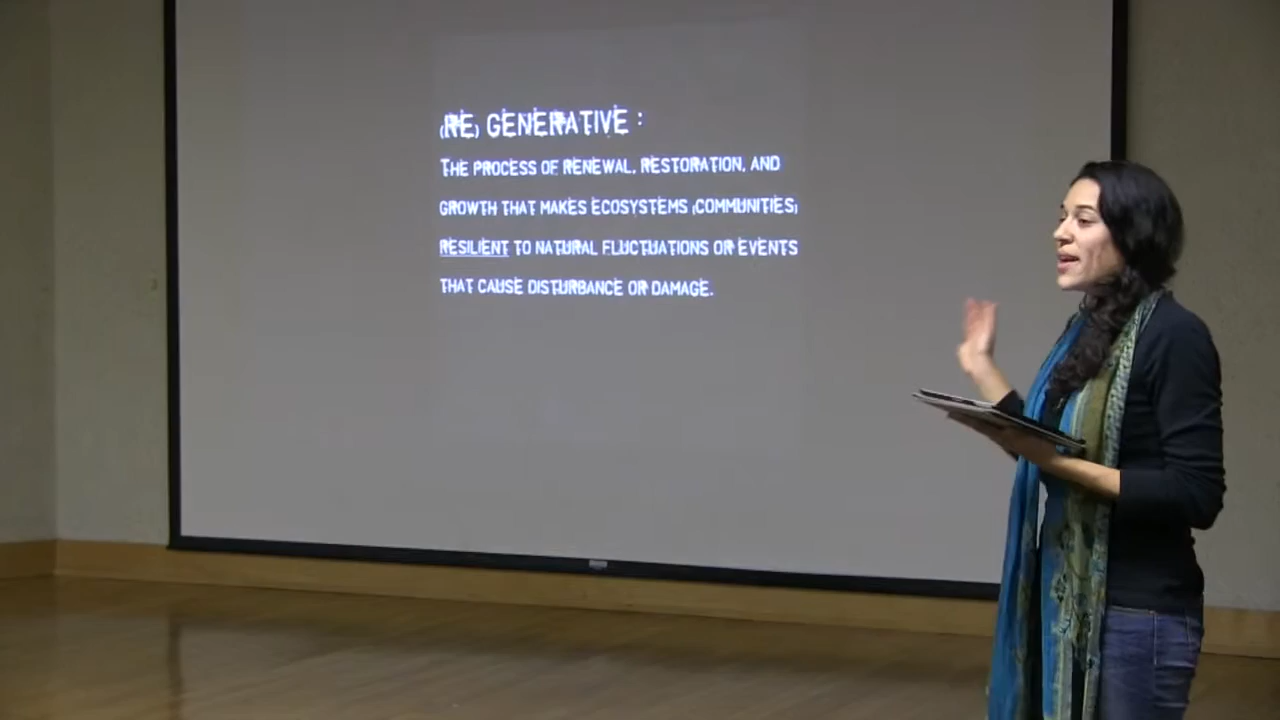 (RE) GENERATIVE :
THE PROCESS OF RENEWAL, RESTORATION, AND
GROWTH THAT MAKES ECOSYSTEMS (COMMUNITIES)
RESILIENT TO NATURAL FLUCTUATIONS OR EVENTS
THAT CAUSE DISTURBANCE OR DAMAGE.